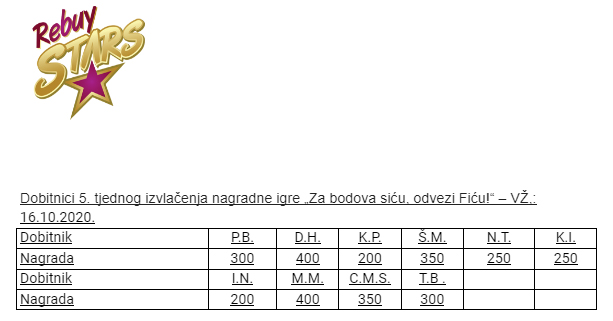 Rebuy
STARS
Dobitnici 5. tjednog izvlačenja nagradne igre „Za bodova siću, odvezi Fiću!“ – VŽ.:
16.10.2020.
Dobitnik P.B. D.H. K.P. Š.M. N.T. K.I.
Nagrada 300 400 200 350 250 250
Dobitnik I.N. M.M. C.M.S. T.B .
Nagrada 200 400 350 300